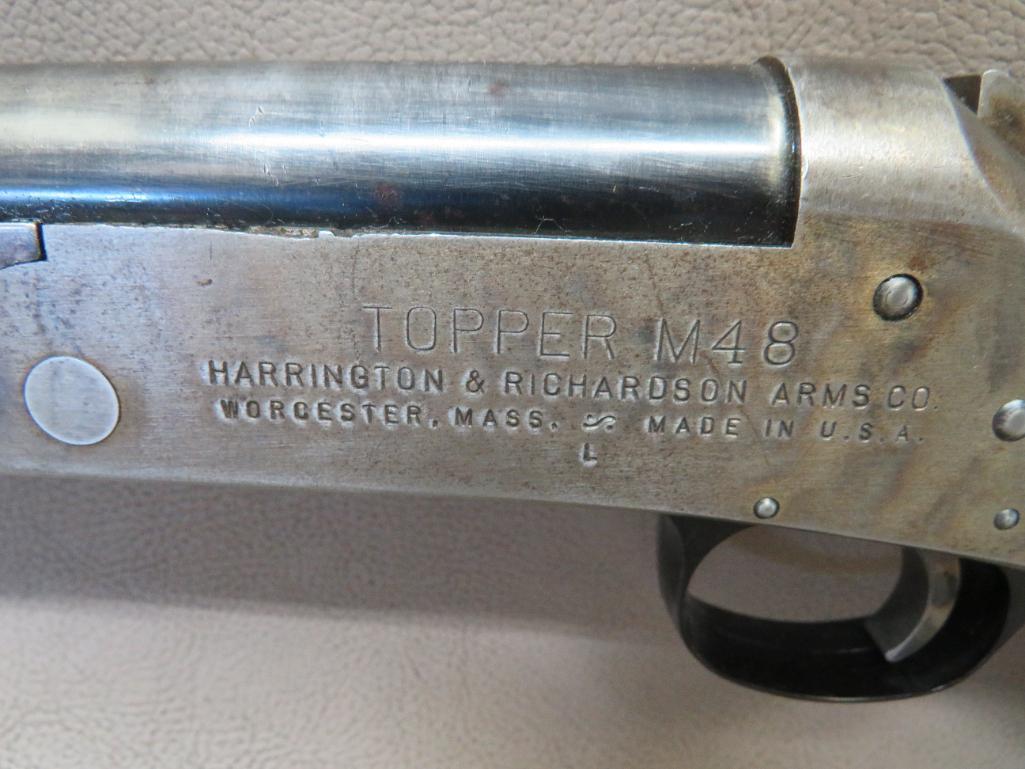 TOPPER M48
HARRINGTON & RICHARDSON ARMS CO.
WORCESTER, MASS. ∽ MADE IN U.S.A.
L